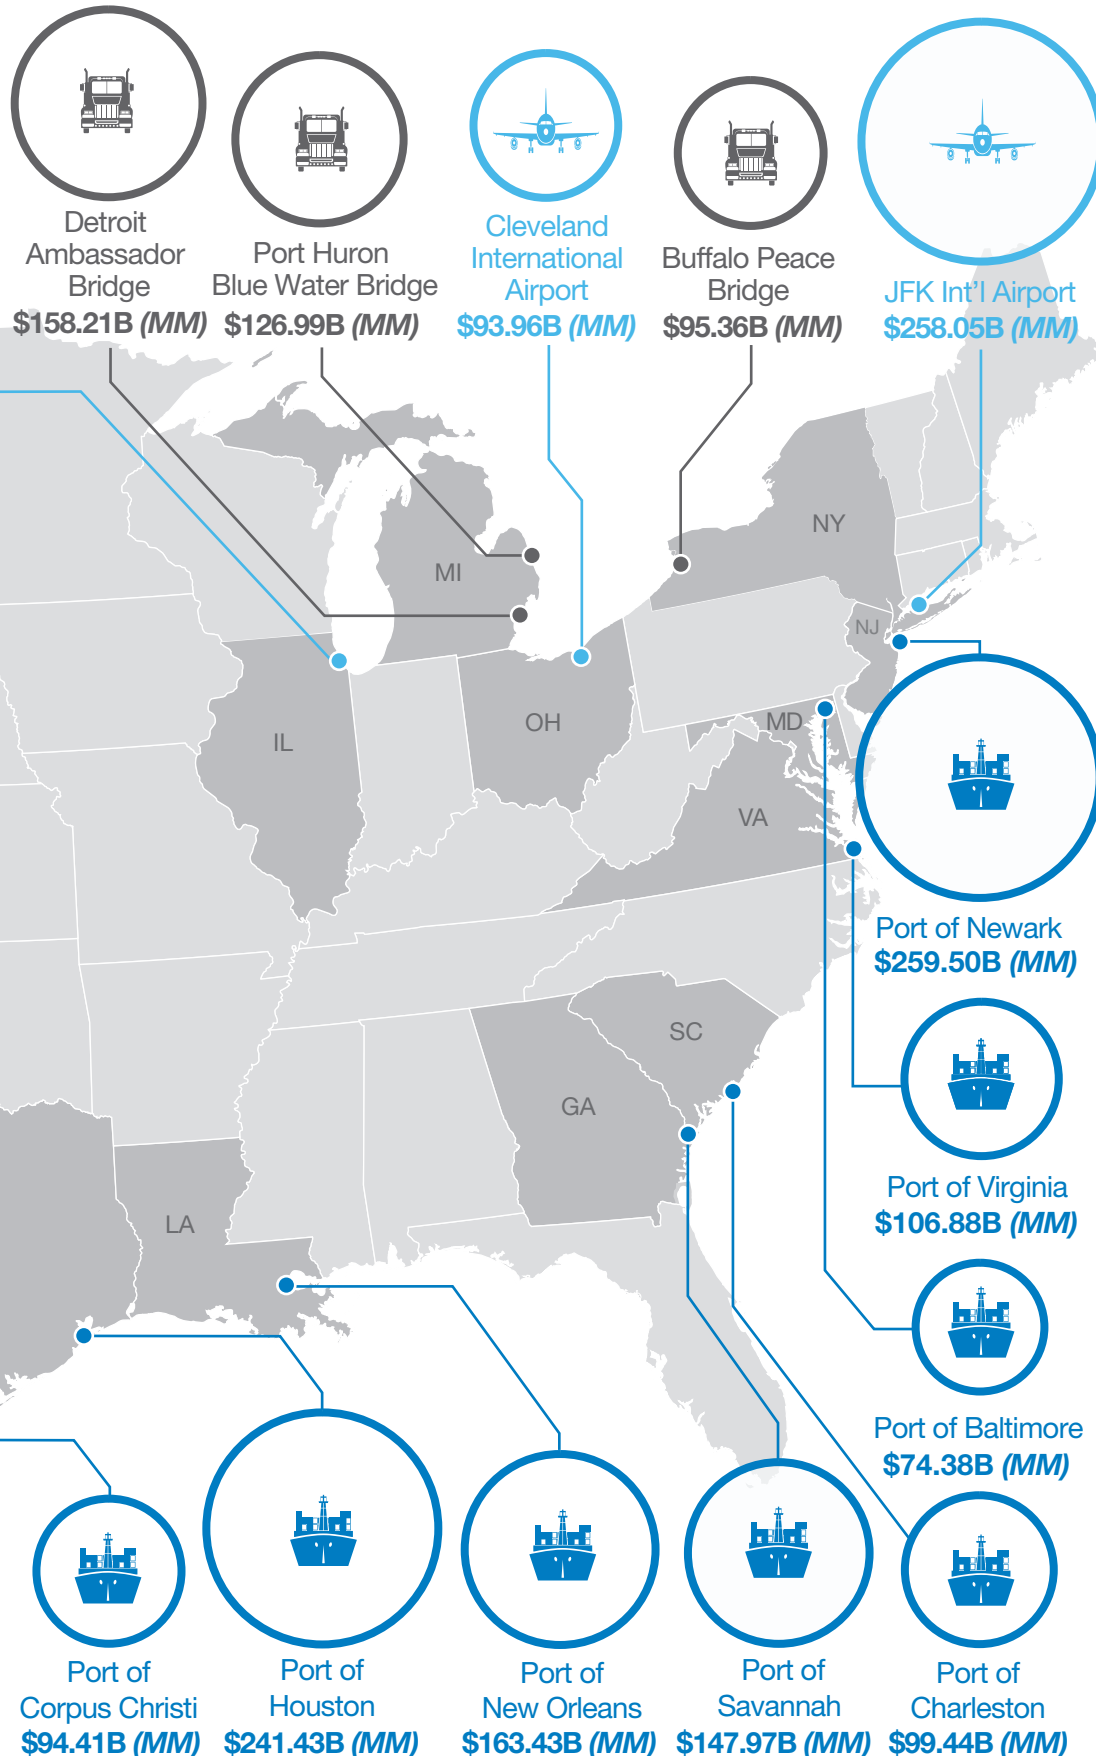 Detroit
Ambassador
Bridge
$158.21B (MM)
Port Huron
Blue Water Bridge
$126.99B (MM)
Cleveland
International
Airport
$93.96B (MM)
Buffalo Peace
Bridge
$95.36B (MM)
JFK Int'l Airport
$258.05B (MM)
NY
MI
NJ
OH
MD
IL
VA
Port of Newark
$259.50B (MM)
SC
GA
Port of Virginia
$106.88B (MM)
LA
Port of Baltimore
$74.38B (MM)
Port of
Corpus Christi
$94.41B (MM)
Port of
Houston
$241.43B (MM)
Port of
New Orleans
$163.43B (MM)
Port of
Savannah
$147.97B (MM)
Port of
Charleston
$99.44B (MM)